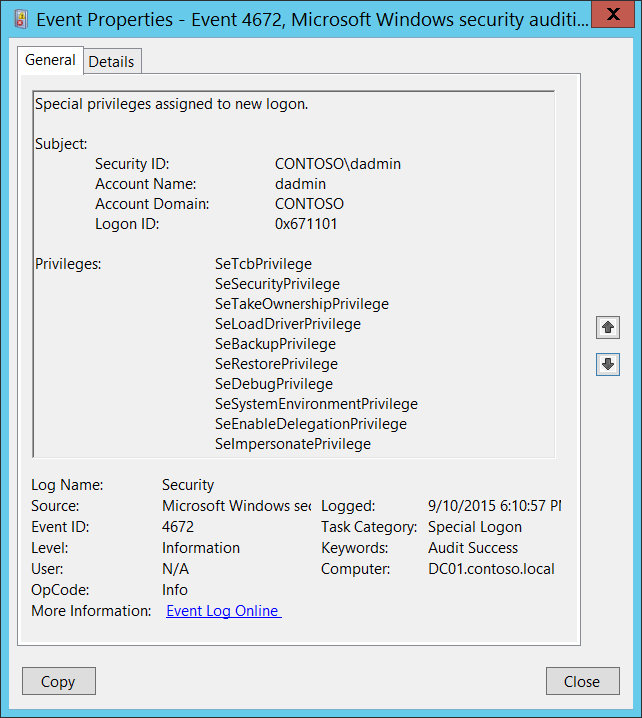 Event Properties - Event 4672, Microsoft Windows security auditi...
General Details
Special privileges assigned to new logon.
Subject:
Security ID: CONTOSO\dadmin
Account Name: dadmin
Account Domain: CONTOSO
Logon ID: 0x671101
Privileges: SeTcbPrivilege
SeSecurityPrivilege
SeTakeOwnershipPrivilege
SeLoadDriverPrivilege
SeBackupPrivilege
SeRestorePrivilege
SeDebugPrivilege
SeSystemEnvironmentPrivilege
SeEnableDelegationPrivilege
SeImpersonatePrivilege
Log Name: Security
Source: Microsoft Windows sec Logged: 9/10/2015 6:10:57 PM
Event ID: 4672 Task Category: Special Logon
Level: Information Keywords: Audit Success
User: N/A Computer: DC01.contoso.local
OpCode: Info
More Information: Event Log Online
Copy Close